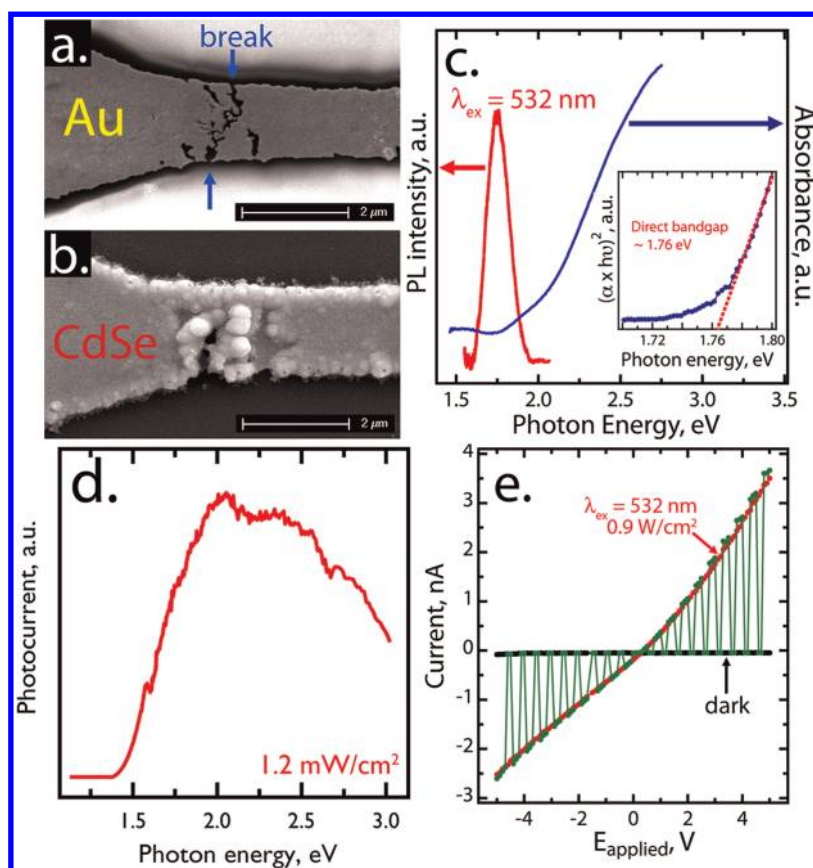 a.
break
Au
2 µm
b.
CdSe
2 µm
c.
λex = 532 nm
PL intensity, a.u.
Absorbance, a.u.
Direct bandgap
~ 1.76 eV
(α x hυ)², a.u.
1.72 1.76 1.80
Photon energy, eV
1.5 2.0 2.5 3.0 3.5
Photon Energy, eV
d.
Photocurrent, a.u.
1.2 mW/cm²
1.5 2.0 2.5 3.0
Photon energy, eV
e.
λex = 532 nm
0.9 W/cm²
Current, nA
4
3
2
1
0
-1
-2
-3
dark
-4 -2 0 2 4
Eapplied, V